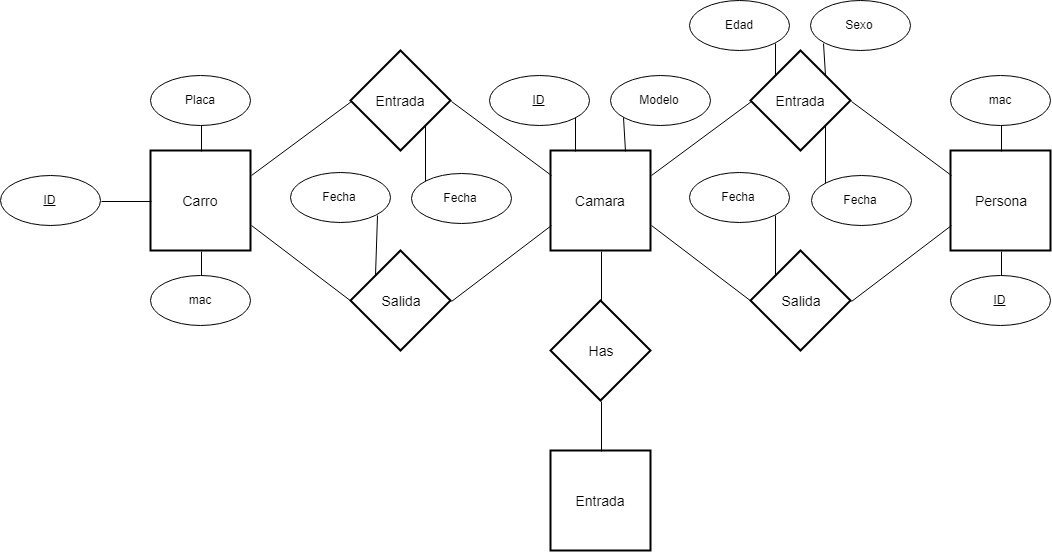 Edad
Sexo
Placa
Entrada
ID
Modelo
Entrada
mac
ID
Carro
Fecha
Fecha
Camara
Fecha
Fecha
Persona
mac
Salida
Salida
ID
Has
Entrada